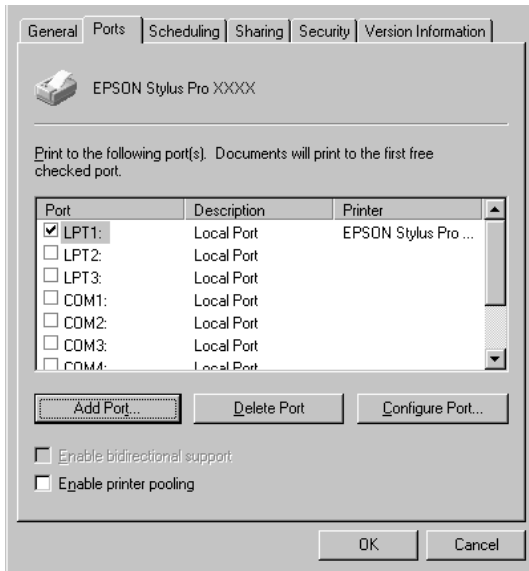 General Ports Scheduling Sharing Security Version Information
EPSON Stylus Pro XXXX
Print to the following port(s). Documents will print to the first free
checked port.
Port Description Printer
LPT1: Local Port EPSON Stylus Pro ...
LPT2: Local Port
LPT3: Local Port
COM1: Local Port
COM2: Local Port
COM3: Local Port
COM4: Local Port
Add Port... Delete Port Configure Port...
Enable bidirectional support
Enable printer pooling
OK Cancel